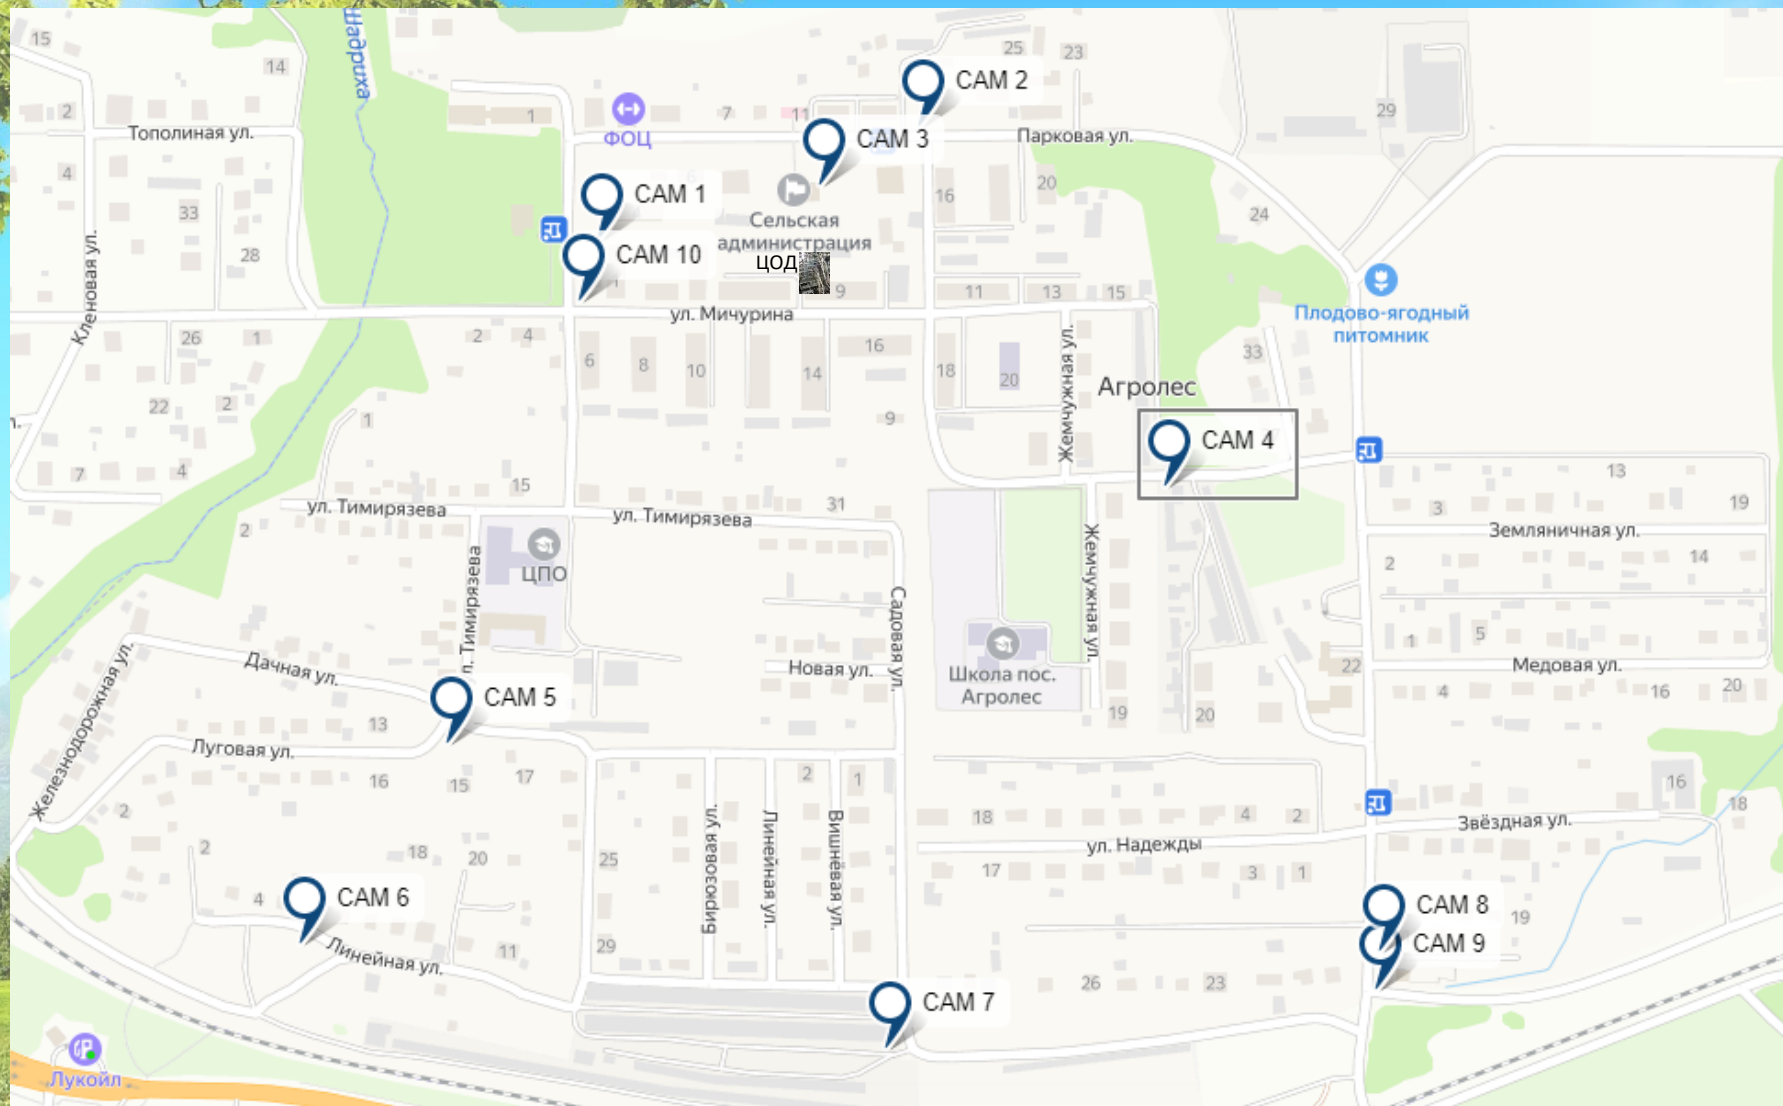 15
Шадриха
25
23
14
CAM 2
2
1
ФОЦ
7
11
29
Тополиная ул.
CAM 3
Парковая ул.
4
6
20
33
CAM 1
16
24
Сельская
администрация
Кленовая ул.
28
CAM 10
ЦОД
1
9
11
13
15
Плодово-ягодный
питомник
ул. Мичурина
26
1
2
4
6
8
10
14
16
18
20
33
Жемчужная ул.
Агролес
22
2
1
9
CAM 4
7
4
15
13
3
19
ул. Тимирязева
ул. Тимирязева
31
Земляничная ул.
2
ЦПО
Жемчужная ул.
2
14
л. Тимирязева
Садовая ул.
Железнодорожная ул.
Дачная ул.
Новая ул.
Школа пос.
Агролес
1
5
22
Медовая ул.
CAM 5
4
16
20
13
19
20
Луговая ул.
16
15
17
2
1
16
2
18
4
2
18
Звёздная ул.
Бирюзовая ул.
Линейная ул.
Вишнёвая ул.
ул. Надежды
2
18
20
25
17
3
1
4
CAM 6
CAM 8
19
Линейная ул.
11
29
CAM 9
26
23
CAM 7
Лукойл